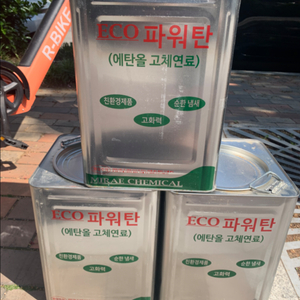 R-BIKE
ECO 파워탄
(에탄올 고체연료)
친환경제품
순한 냄새
고화력
CHEMICAL
ECO 파워탄
(에탄올 고체연료)
친환경제품
순한 냄새
고화력
ECO 파워탄
(에탄올 고체연료)
친환경제품
순한 냄새
고화력